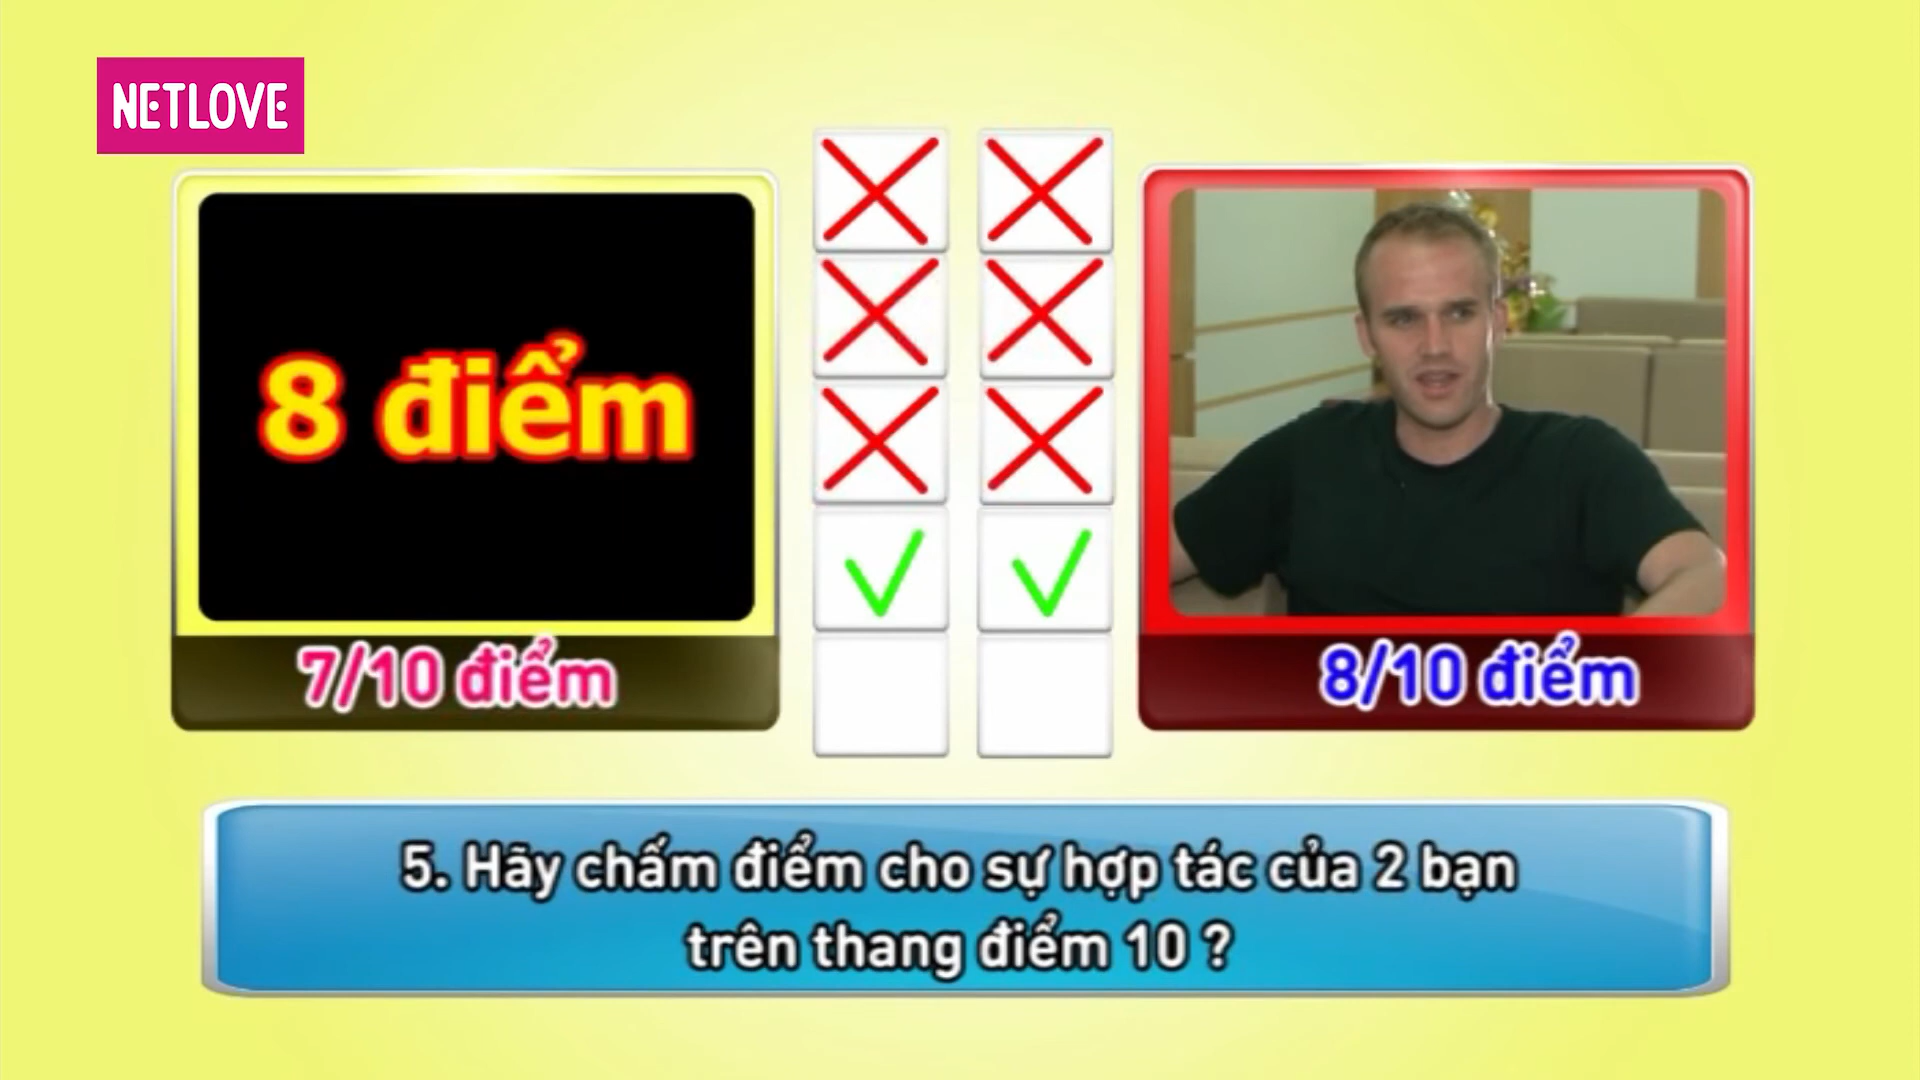 NETLOVE
8 điểm
7/10 điểm
8/10 điểm
5. Hãy chấm điểm cho sự hợp tác của 2 bạn
trên thang điểm 10 ?